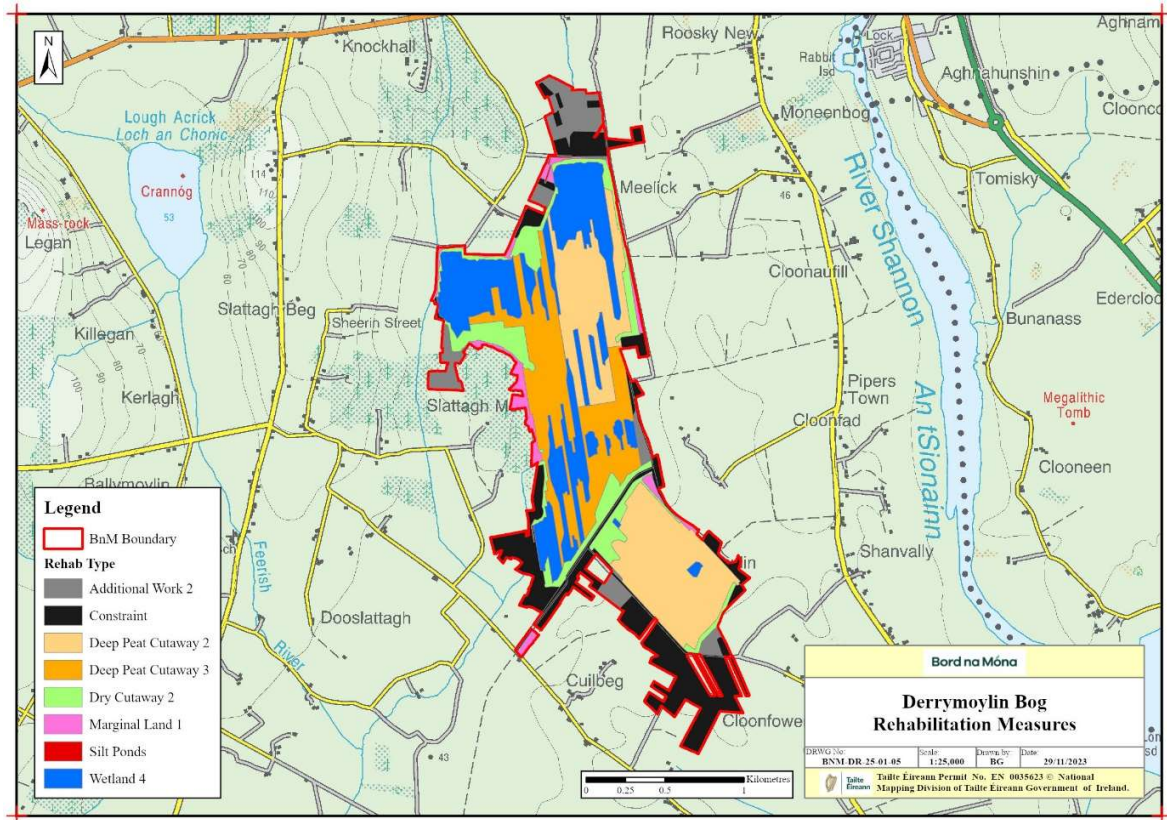 N
Knockhall
Roosky New
Lock
Rabbit
Isd
Aghnahunshin
Moneenbog
Lough Acrick
Loch an Chonic
Crannóg
53
114
110
Mass-rock
Legan
100
90
80
70
60
Meelick
46
Tomisky
River Shannon
Cloonaufill
Slattagh Beg
Sheerin Street
Killegan
Kerlagh
Bunanass
Slattagh M
Pipers
Town
Cloonfad
An tSionainn
Megalithic
Tomb
Clooneen
Ballymoylin
Shanvally
Feerish
River
Dooslattagh
Cuilbeg
43
Cloonfowe
Legend
BnM Boundary
Rehab Type
Additional Work 2
Constraint
Deep Peat Cutaway 2
Deep Peat Cutaway 3
Dry Cutaway 2
Marginal Land 1
Silt Ponds
Wetland 4
Kilometres
0 0.25 0.5 1
Bord na Móna
Derrymoylin Bog
Rehabilitation Measures
DRWG No: Scale: Drawn by: Date:
BNM-DR-25-01-05 1:25,000 BG 29/11/2023
Tailte
Éireann
Tailte Éireann Permit No. EN 0035623 © National
Mapping Division of Tailte Éireann Government of Ireland.